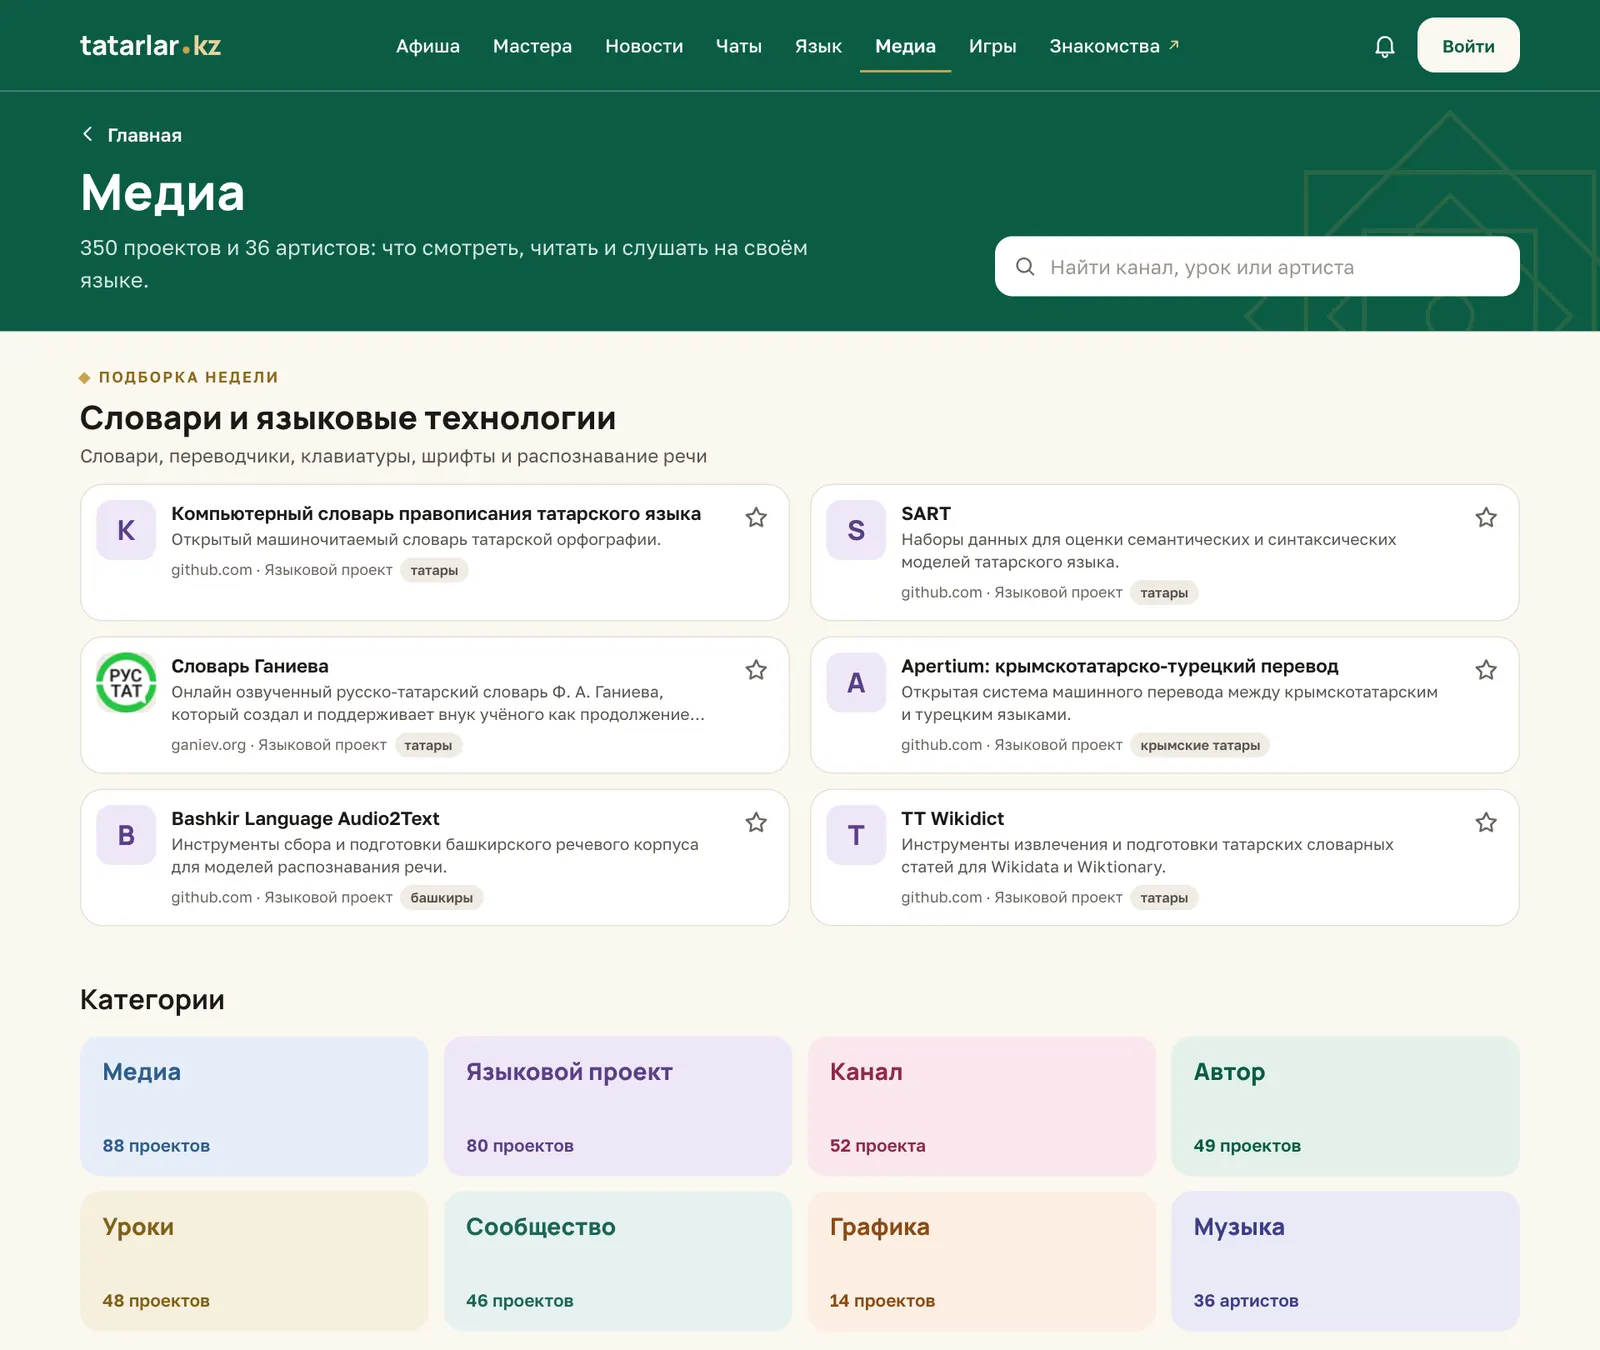 tatarlar.kz
Афиша
Мастера
Новости
Чаты
Язык
Медиа
Игры
Знакомства ↗
Войти
Главная
Медиа
350 проектов и 36 артистов: что смотреть, читать и слушать на своём
языке.
Найти канал, урок или артиста
ПОДБОРКА НЕДЕЛИ
Словари и языковые технологии
Словари, переводчики, клавиатуры, шрифты и распознавание речи
К
Компьютерный словарь правописания татарского языка
Открытый машиночитаемый словарь татарской орфографии.
github.com · Языковой проект татары
S
SART
Наборы данных для оценки семантических и синтаксических
моделей татарского языка.
github.com · Языковой проект татары
РУС
ТАТ
Словарь Ганиева
Онлайн озвученный русско-татарский словарь Ф. А. Ганиева,
который создал и поддерживает внук учёного как продолжение...
ganiev.org · Языковой проект татары
A
Apertium: крымскотатарско-турецкий перевод
Открытая система машинного перевода между крымскотатарским
и турецким языками.
github.com · Языковой проект крымские татары
B
Bashkir Language Audio2Text
Инструменты сбора и подготовки башкирского речевого корпуса
для моделей распознавания речи.
github.com · Языковой проект башкиры
T
TT Wikidict
Инструменты извлечения и подготовки татарских словарных
статей для Wikidata и Wiktionary.
github.com · Языковой проект татары
Категории
Медиа
88 проектов
Языковой проект
80 проектов
Канал
52 проекта
Автор
49 проектов
Уроки
48 проектов
Сообщество
46 проектов
Графика
14 проектов
Музыка
36 артистов